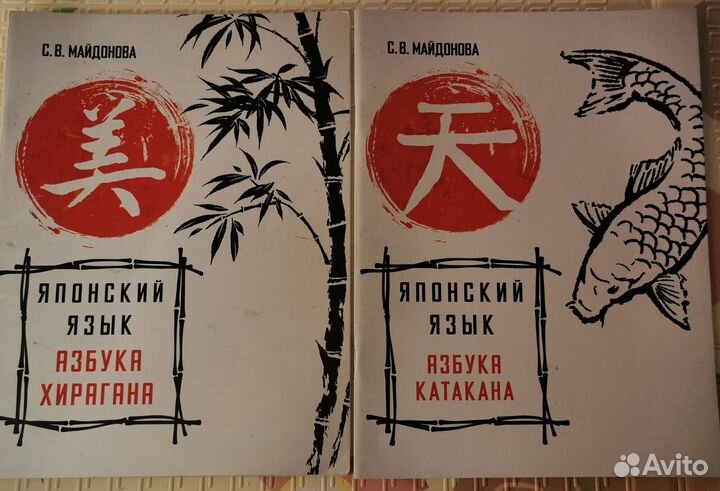 С. В. МАЙДОНОВА
美
ЯПОНСКИЙ
ЯЗЫК
АЗБУКА
ХИРАГАНА
С. В. МАЙДОНОВА
天
ЯПОНСКИЙ
ЯЗЫК
АЗБУКА
КАТАКАНА
Avito